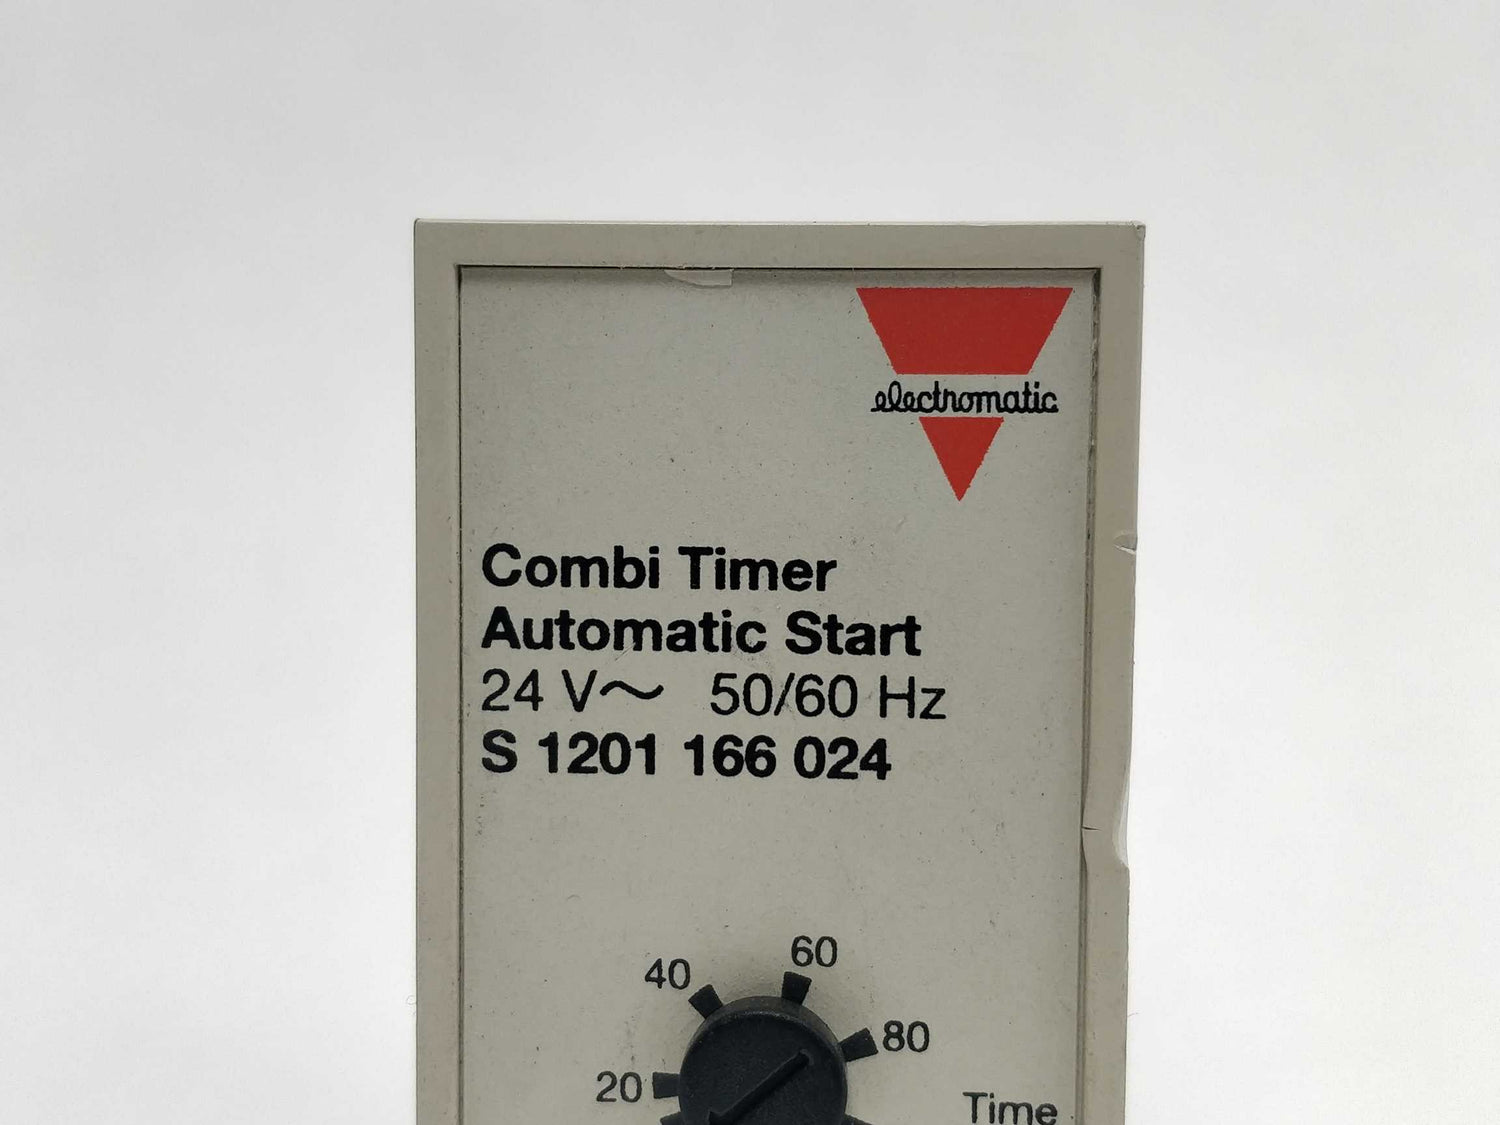 electromatic
Combi Timer
Automatic Start
24 V~ 50/60 Hz
S 1201 166 024
60
40
80
20
Time